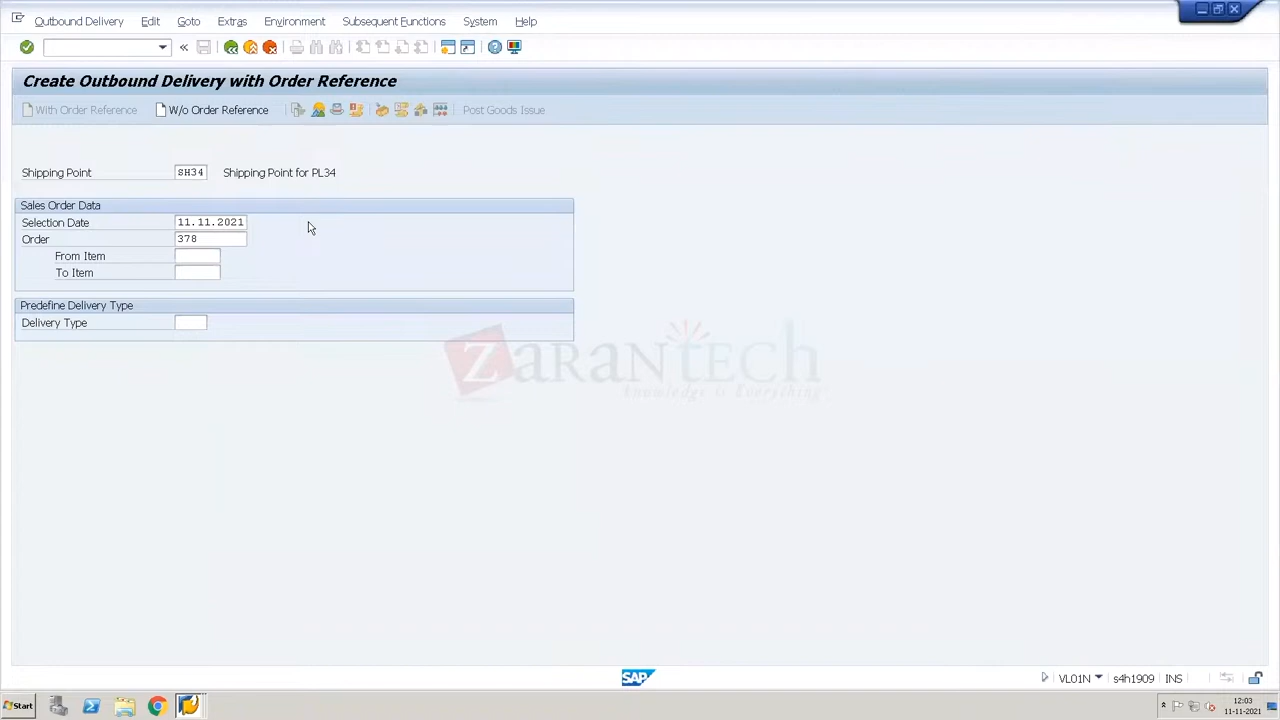 Outbound Delivery Edit Goto Extras Environment Subsequent Functions System Help
Create Outbound Delivery with Order Reference
With Order Reference W/o Order Reference Post Goods Issue
Shipping Point SH34 Shipping Point for PL34
Sales Order Data
Selection Date 11.11.2021
Order 378
From Item
To Item
Predefine Delivery Type
Delivery Type
ZARANTECH
Knowledge is Everything
SAP
VL01N s4h1909 INS
Start
12:03
11-11-2021